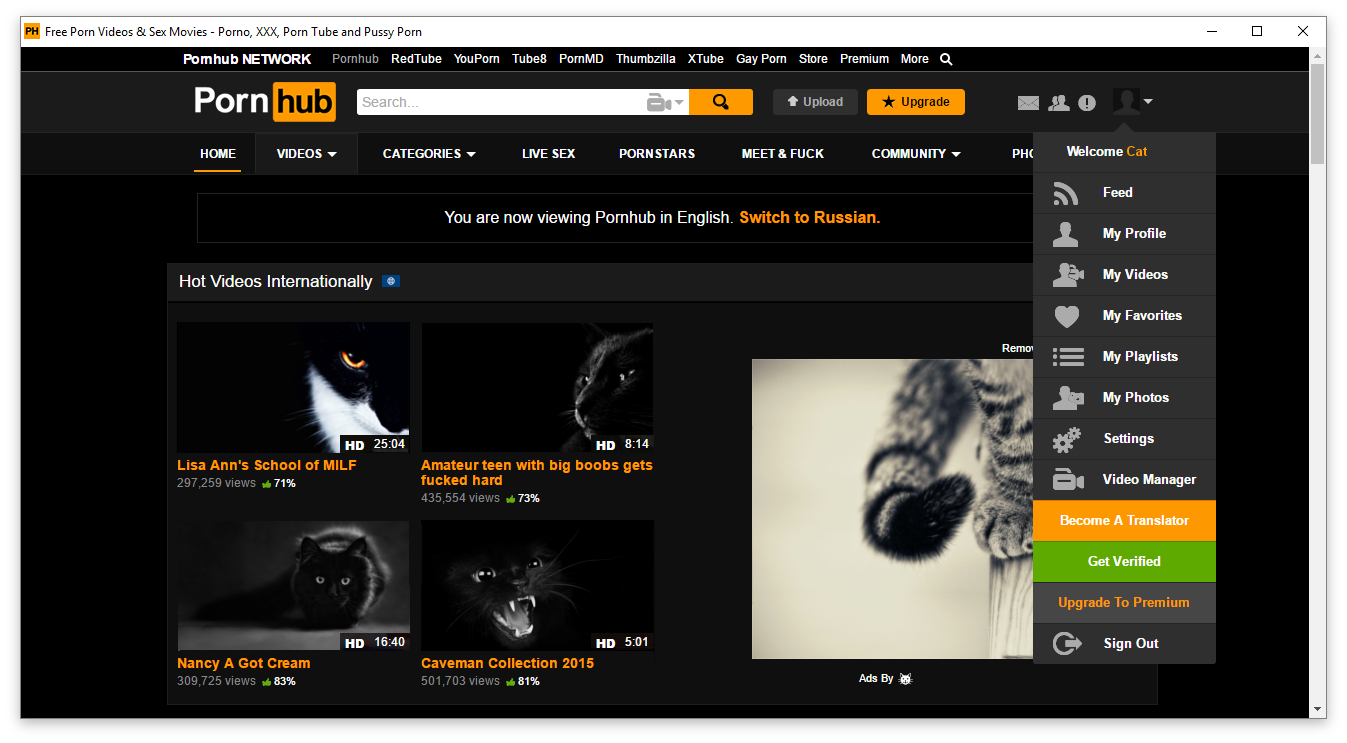 PH Free Porn Videos & Sex Movies - Porno, XXX, Porn Tube and Pussy Porn
Pornhub NETWORK Pornhub RedTube YouPorn Tube8 PornMD Thumbzilla XTube Gay Porn Store Premium More
Porn hub Search... Upload Upgrade
HOME VIDEOS CATEGORIES LIVE SEX PORNSTARS MEET & FUCK COMMUNITY PHO
Welcome Cat
Feed
My Profile
My Videos
My Favorites
My Playlists
My Photos
Settings
Video Manager
Become A Translator
Get Verified
Upgrade To Premium
Sign Out
You are now viewing Pornhub in English. Switch to Russian.
Hot Videos Internationally
HD 25:04
Lisa Ann's School of MILF
297,259 views 71%
HD 8:14
Amateur teen with big boobs gets
fucked hard
435,554 views 73%
HD 16:40
Nancy A Got Cream
309,725 views 83%
HD 5:01
Caveman Collection 2015
501,703 views 81%
Remov
Ads By